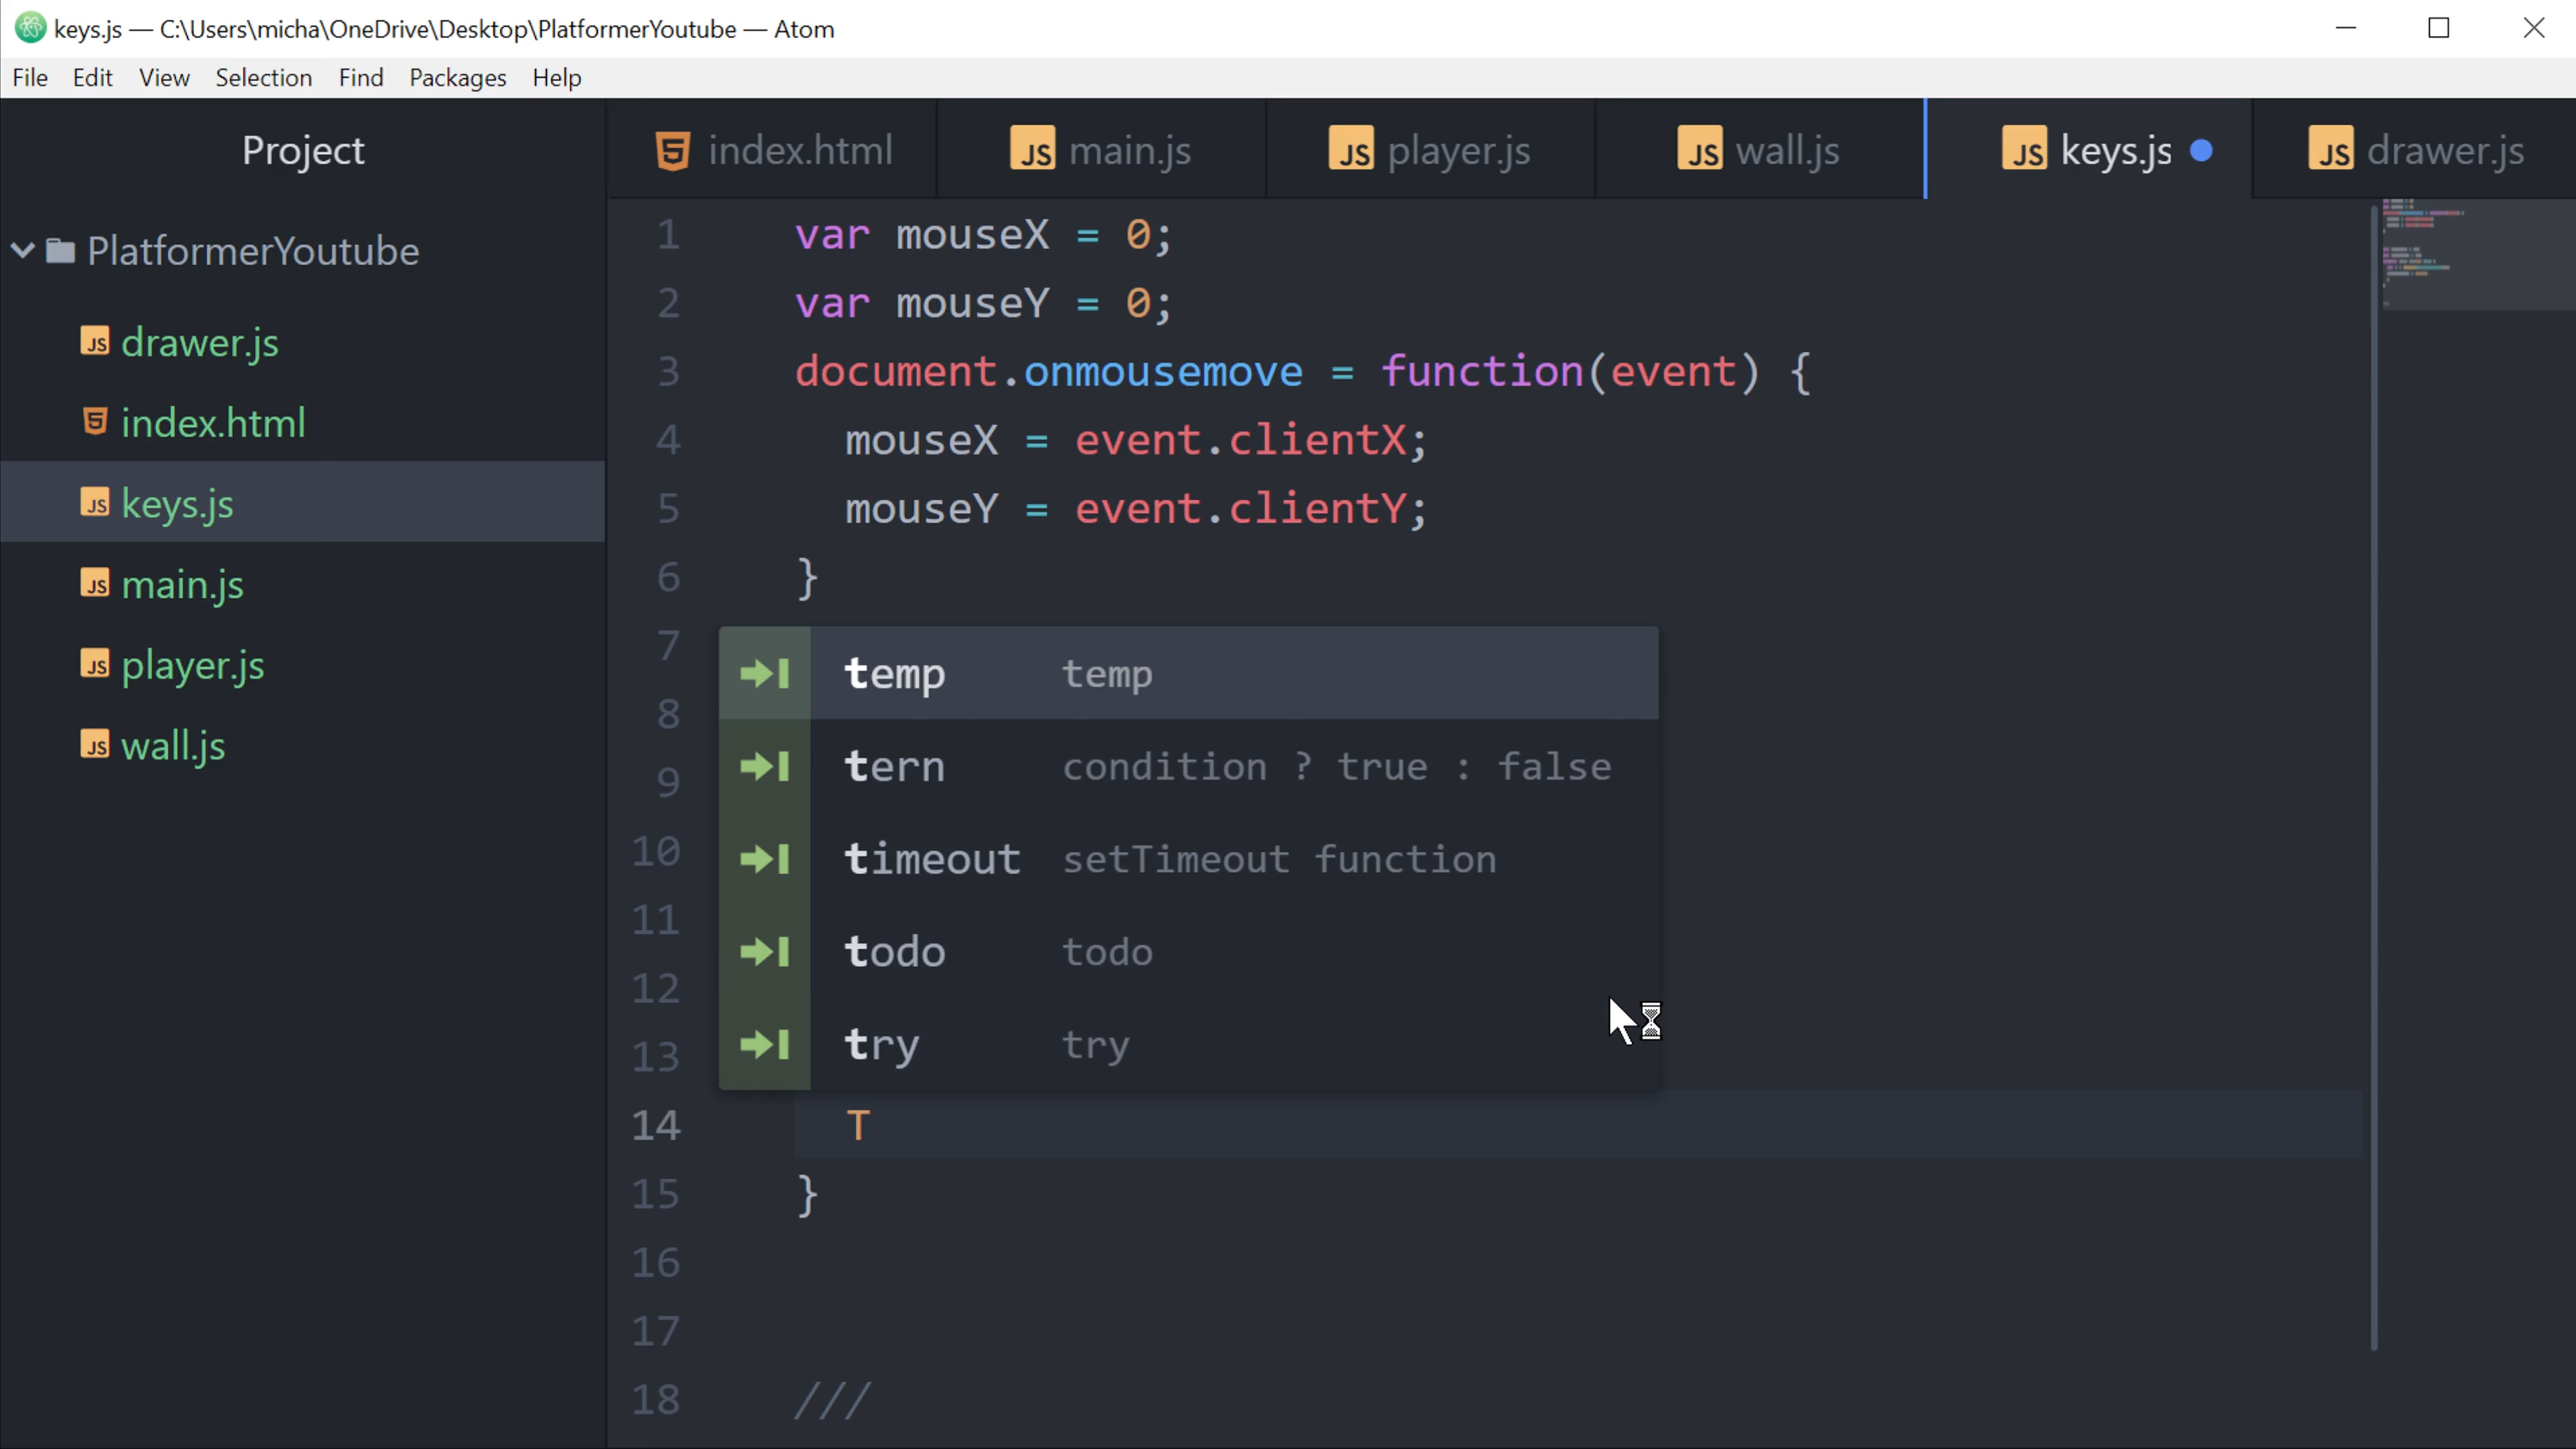 keys.js — C:\Users\micha\OneDrive\Desktop\PlatformerYoutube — Atom
File Edit View Selection Find Packages Help
Project
PlatformerYoutube
drawer.js
index.html
keys.js
main.js
player.js
wall.js
index.html main.js player.js wall.js keys.js drawer.js
1 var mouseX = 0;
2 var mouseY = 0;
3 document.onmousemove = function(event) {
4 mouseX = event.clientX;
5 mouseY = event.clientY;
6 }
7
8
9
10
11
12
13
temp temp
tern condition ? true : false
timeout setTimeout function
todo todo
try try
14 T
15 }
16
17
18 ///